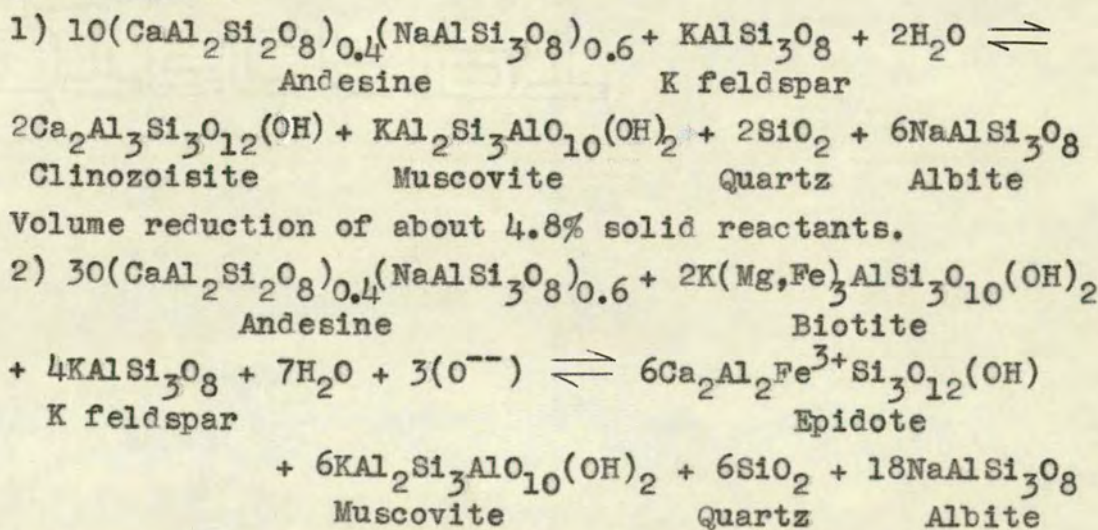 1) 10(CaAl₂Si₂O₈)₀.₄(NaAlSi₃O₈)₀.₆ + KAlSi₃O₈ + 2H₂O ⇌
Andesine K feldspar
2Ca₂Al₃Si₃O₁₂(OH) + KAl₂Si₃AlO₁₀(OH)₂ + 2SiO₂ + 6NaAlSi₃O₈
Clinozoisite Muscovite Quartz Albite
Volume reduction of about 4.8% solid reactants.
2) 30(CaAl₂Si₂O₈)₀.₄(NaAlSi₃O₈)₀.₆ + 2K(Mg,Fe)₃AlSi₃O₁₀(OH)₂
Andesine Biotite
+ 4KAlSi₃O₈ + 7H₂O + 3(O⁻⁻) ⇌ 6Ca₂Al₂Fe³⁺Si₃O₁₂(OH)
K feldspar Epidote
+ 6KAl₂Si₃AlO₁₀(OH)₂ + 6SiO₂ + 18NaAlSi₃O₈
Muscovite Quartz Albite